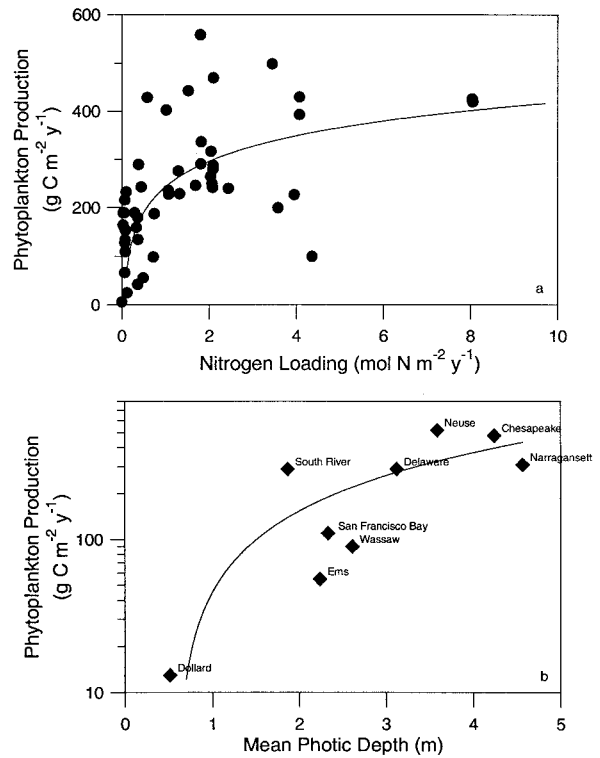 600
400
200
0
Phytoplankton Production
(g C m⁻² y⁻¹)
a
0 2 4 6 8 10
Nitrogen Loading (mol N m⁻² y⁻¹)
Neuse
Chesapeake
South River
Delaware
Narragansett
San Francisco Bay
Wassaw
100
Ems
Phytoplankton Production
(g C m⁻² y⁻¹)
Dollard
b
10
0 1 2 3 4 5
Mean Photic Depth (m)